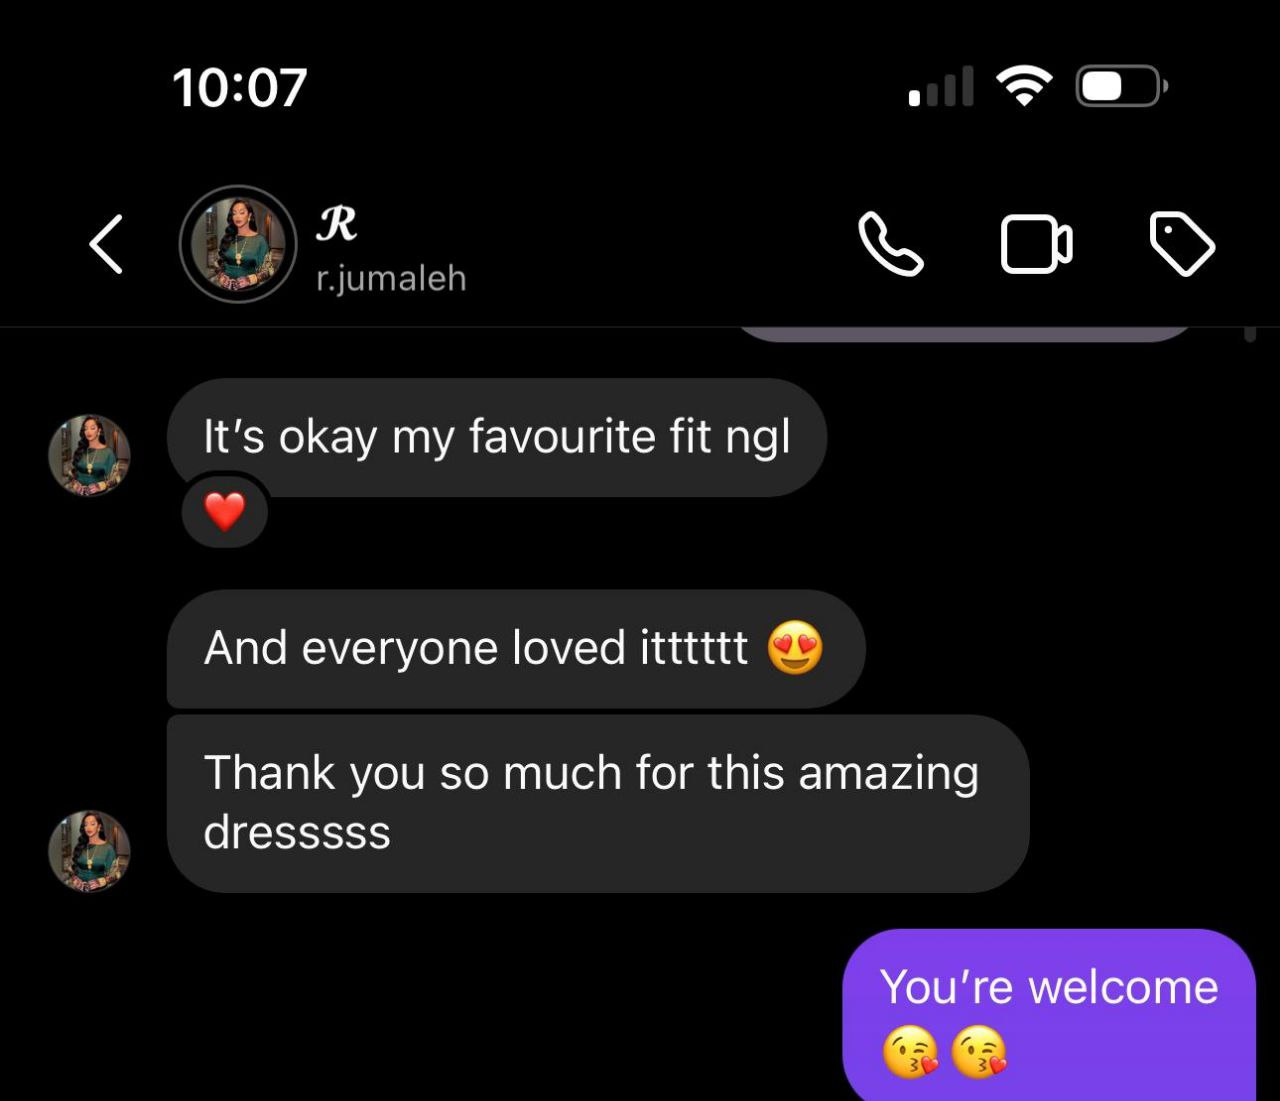 10:07
ℛ
r.jumaleh
It’s okay my favourite fit ngl
❤️
And everyone loved itttttt 😍
Thank you so much for this amazing
dresssss
You’re welcome
😘😘